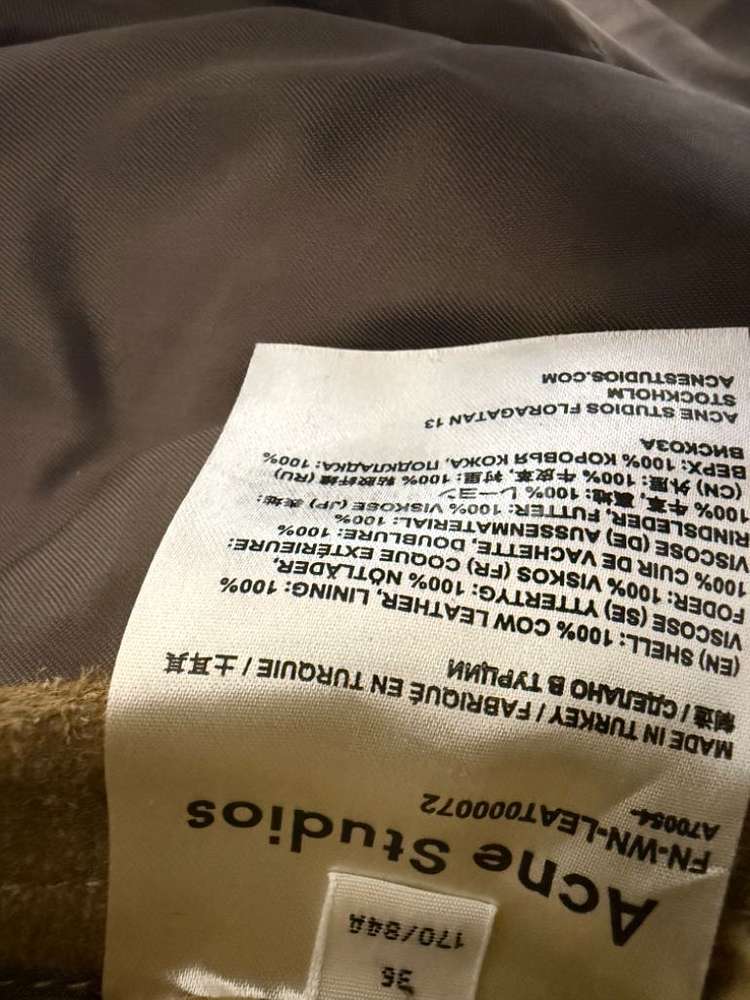 36
170/84A
Acne Studios
FN-WN-LEAT000072
A70054-
MADE IN TURKEY / FABRIQUÉ EN TURQUIE / 土耳其
制造 / СДЕЛАНО В ТУРЦИИ
(EN) SHELL: 100% COW LEATHER, LINING: 100%
VISCOSE (SE) YTTERTYG: 100% NÖTLÄDER,
FODER: 100% VISKOS (FR) COQUE EXTÉRIEURE:
100% CUIR DE VACHETTE, DOUBLURE: 100%
VISCOSE (DE) AUSSENMATERIAL: 100%
RINDSLEDER, FUTTER: 100% VISKOSE (JP) 表地:
100% 牛革, 裏地: 100% レーヨン
(CN) 外层: 100% 牛皮革, 衬里: 100% 粘胶纤维 (RU)
ВЕРХ: 100% КОРОВЬЯ КОЖА, ПОДКЛАДКА: 100%
ВИСКОЗА
ACNE STUDIOS FLORAGATAN 13
STOCKHOLM
ACNESTUDIOS.COM